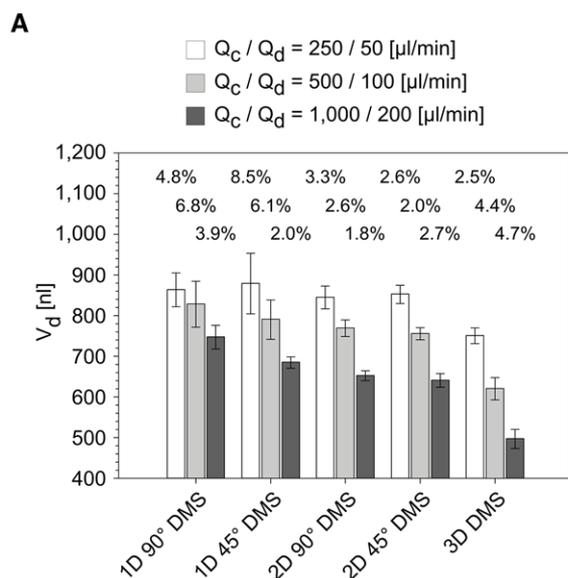 A
Qc / Qd = 250 / 50 [µl/min]
Qc / Qd = 500 / 100 [µl/min]
Qc / Qd = 1,000 / 200 [µl/min]
1,200
1,100
1,000
900
800
700
600
500
400
Vd [nl]
4.8% 8.5% 3.3% 2.6% 2.5%
6.8% 6.1% 2.6% 2.0% 4.4%
3.9% 2.0% 1.8% 2.7% 4.7%
1D 90° DMS
1D 45° DMS
2D 90° DMS
2D 45° DMS
3D DMS